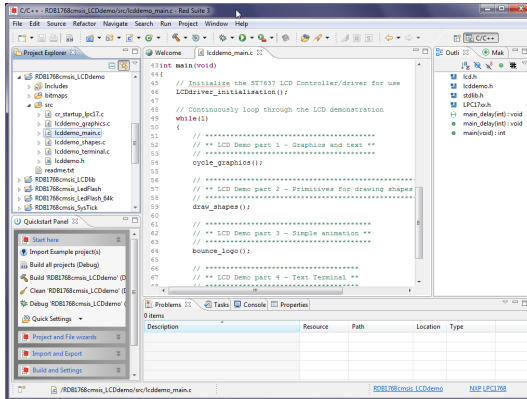 C/C++ - RDB1768cmsis_LCDdemo/src/lcddemo_main.c - Red Suite 3
File Edit Source Refactor Navigate Search Run Project Window Help
C/C++
Project Explorer
RDB1768cmsis_LCDdemo
Includes
bitmaps
src
cr_startup_lpc17.c
lcddemo_graphics.c
lcddemo_main.c
lcddemo_shapes.c
lcddemo_terminal.c
lcddemo.h
readme.txt
RDB1768cmsis_LCDlib
RDB1768cmsis_LedFlash
RDB1768cmsis_LedFlash_64k
RDB1768cmsis_SysTick
Quickstart Panel
Start here
Import Example project(s)
Build all projects (Debug)
Build 'RDB1768cmsis_LCDdemo' (D
Clean 'RDB1768cmsis_LCDdemo' (
Debug 'RDB1768cmsis_LCDdemo' (
Quick Settings
Project and File wizards
Import and Export
Build and Settings
Welcome lcddemo_main.c
43 int main(void)
44 {
45 // Initialize the ST7637 LCD Controller/driver for use
46 LCDdriver_initialisation();
47
48 // Continuously loop through the LCD demonstration
49 while(1)
50 {
51 // ****************************************
52 // ** LCD Demo part 1 - Graphics and text **
53 // ****************************************
54 cycle_graphics();
55
56 // ****************************************
57 // ** LCD Demo part 2 - Primitives for drawing shapes
58 // ****************************************
59 draw_shapes();
60
61 // ****************************************
62 // ** LCD Demo part 3 - Simple animation **
63 // ****************************************
64 bounce_logo();
65
66 // ************************************
67 // ** LCD Demo part 4 - Text Terminal **
68 // ************************************
Outli Mak
lcd.h
lcddemo.h
stdlib.h
LPC17xx.h
main_delay(int) : void
main_delay(int) : void
main(void) : int
Problems Tasks Console Properties
0 items
Description Resource Path Location Type
/RDB1768cmsis_LCDdemo/src/lcddemo_main.c
RDB1768cmsis_LCDdemo
NXP LPC1768